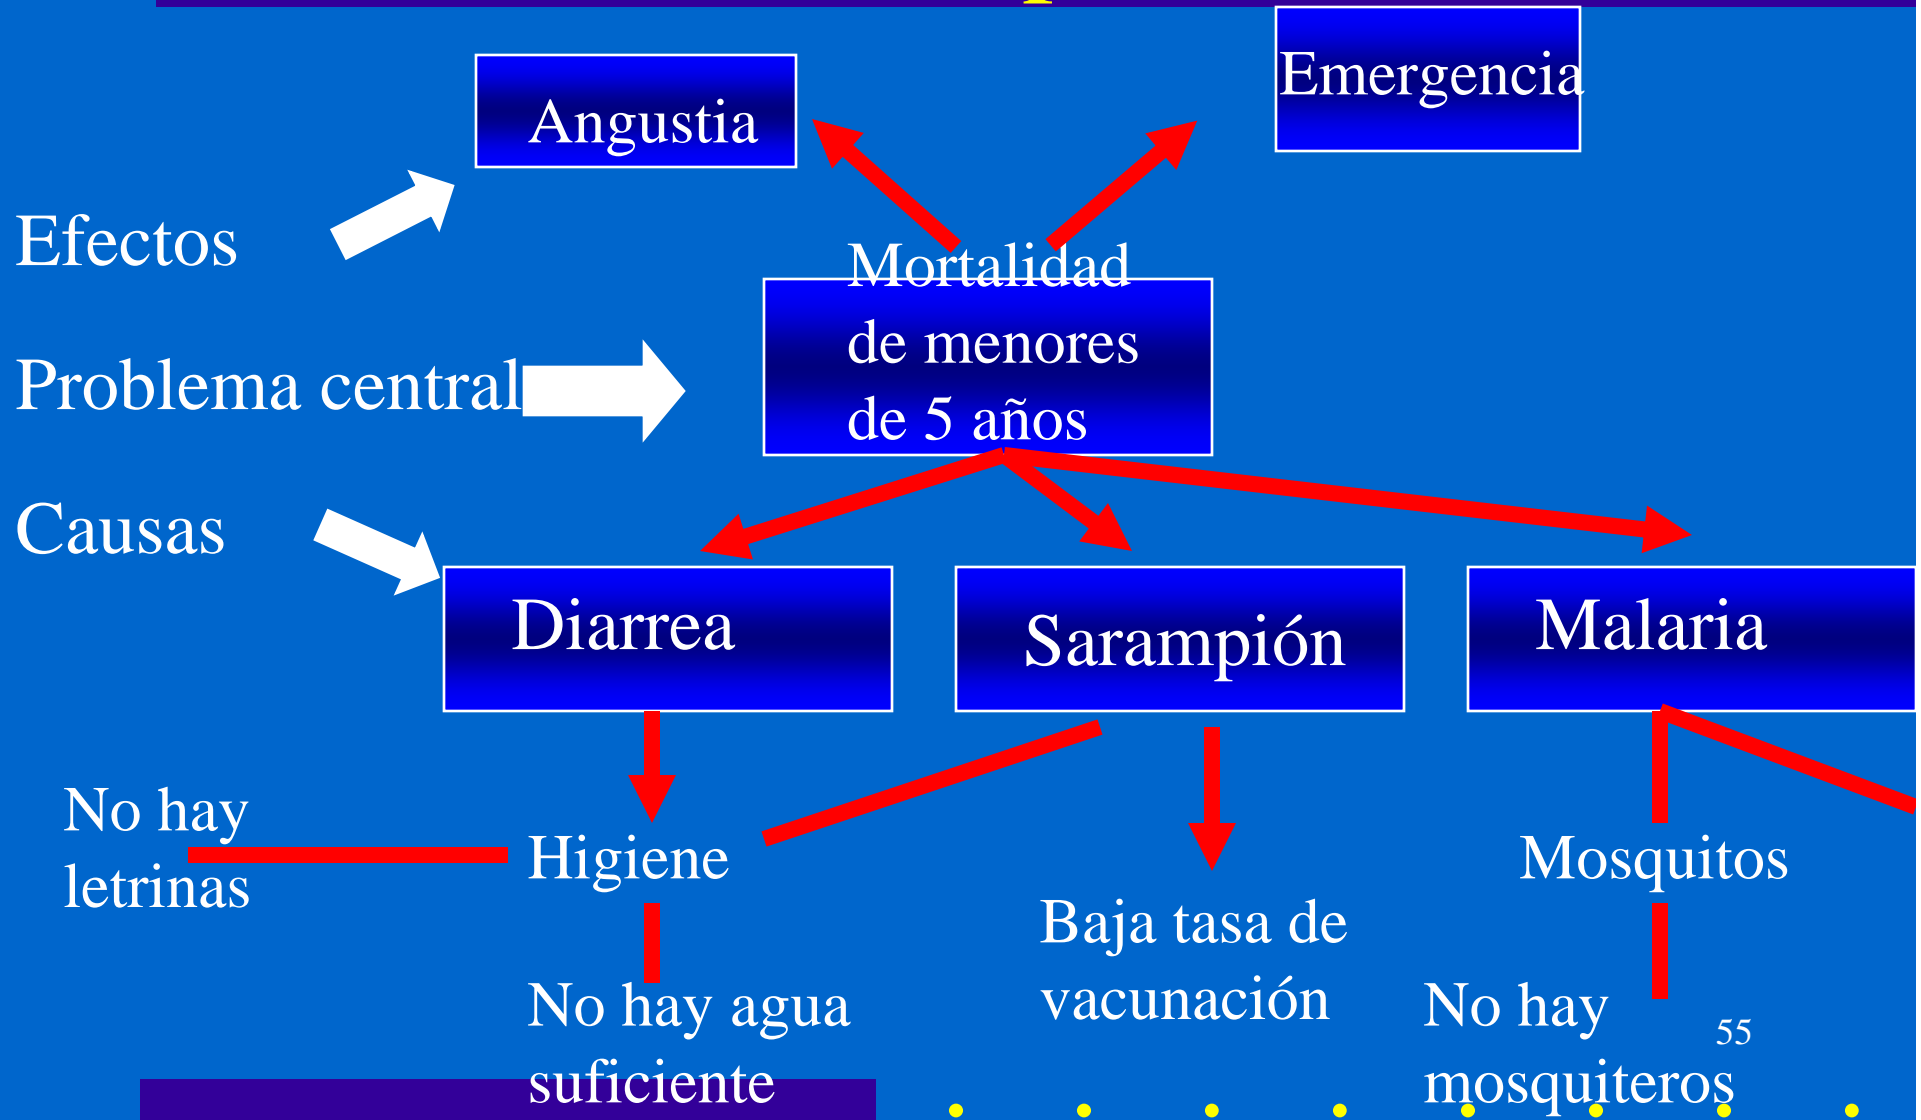 Emergencia
Angustia
Efectos
Mortalidad
de menores
de 5 años
Problema central
Causas
Diarrea
Sarampión
Malaria
No hay
letrinas
Higiene
Mosquitos
Baja tasa de
vacunación
No hay agua
suficiente
No hay
mosquiteros
55